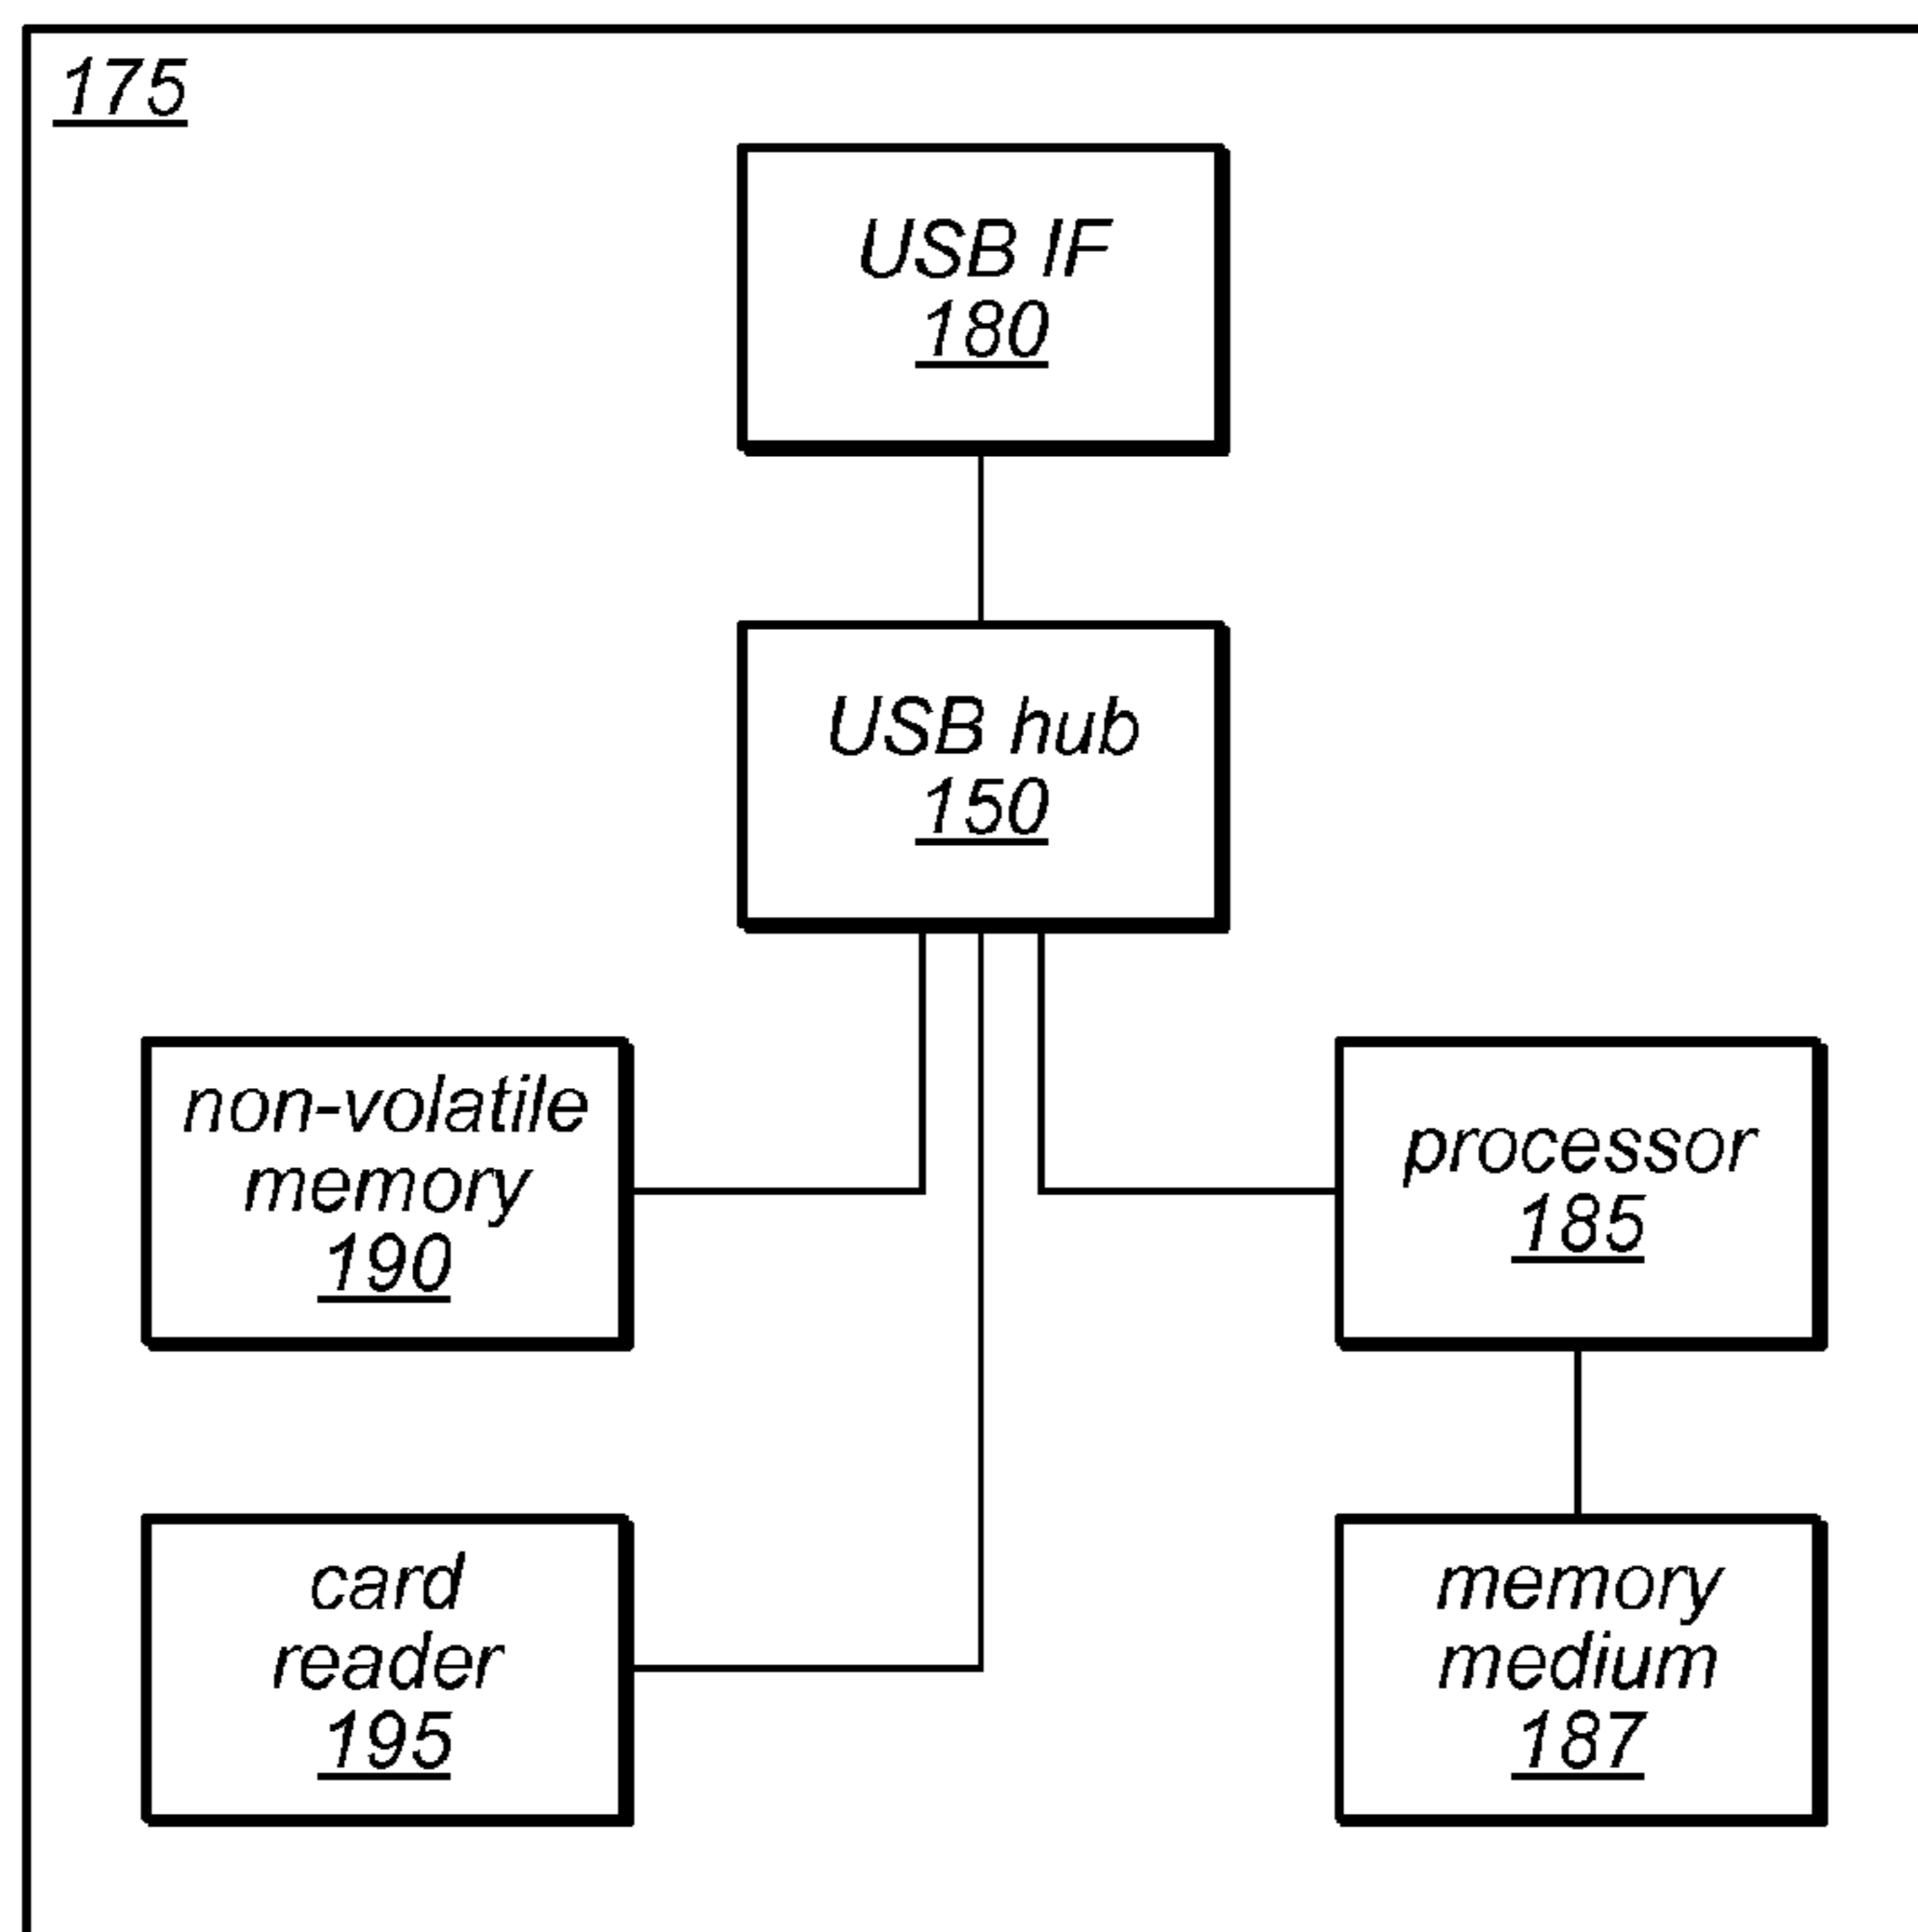 175
USB IF
180
USB hub
150
non-volatile
memory
190
processor
185
card
reader
195
memory
medium
187